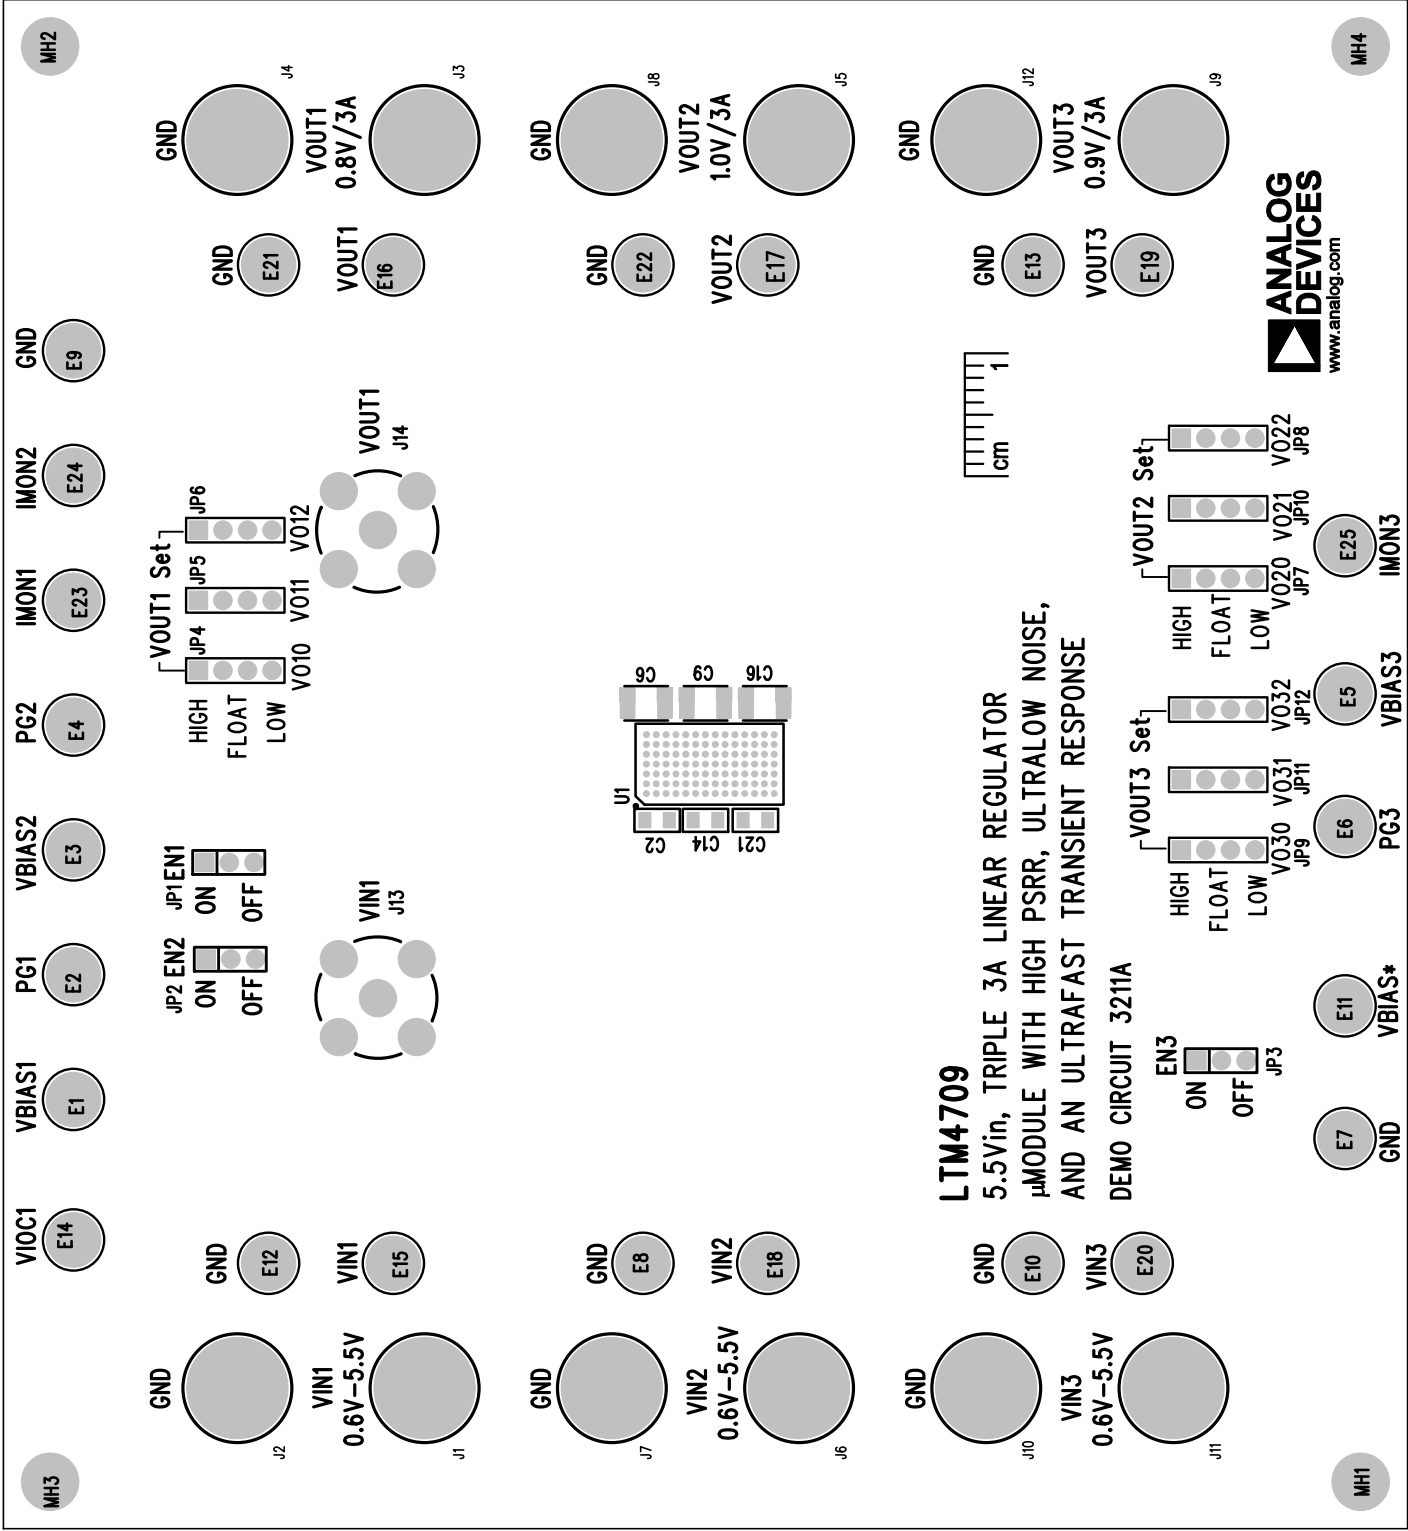 MH2
MH4
J4
J3
J8
J5
J12
J9
GND
VOUT1
0.8V/3A
GND
VOUT2
1.0V/3A
GND
VOUT3
0.9V/3A
GND
E21
VOUT1
E16
GND
E22
VOUT2
E17
GND
E13
VOUT3
E19
ANALOG
DEVICES
www.analog.com
GND
E9
IMON2
E24
IMON1
E23
PG2
E4
VBIAS2
E3
PG1
E2
VBIAS1
E1
VIOC1
E14
VOUT1
J14
VOUT1 Set
JP6
VO12
JP5
VO11
JP4
VO10
HIGH
FLOAT
LOW
1
cm
VOUT2 Set
VO22
JP8
VO21
JP10
VO20
JP7
HIGH
FLOAT
LOW
E25
IMON3
C6
C9
C16
U1
C2
C14
C21
VOUT3 Set
VO32
JP12
VO31
JP11
VO30
JP9
HIGH
FLOAT
LOW
E5
VBIAS3
E6
PG3
JP1 EN1
ON
OFF
JP2 EN2
ON
OFF
VIN1
J13
LTM4709
5.5Vin, TRIPLE 3A LINEAR REGULATOR
µMODULE WITH HIGH PSRR, ULTRALOW NOISE,
AND AN ULTRAFAST TRANSIENT RESPONSE
DEMO CIRCUIT 3211A
EN3
ON
OFF
JP3
E11
VBIAS*
E7
GND
GND
E12
VIN1
E15
GND
E8
VIN2
E18
GND
E10
VIN3
E20
GND
VIN1
0.6V-5.5V
GND
VIN2
0.6V-5.5V
GND
VIN3
0.6V-5.5V
J2
J1
J7
J6
J10
J11
MH3
MH1